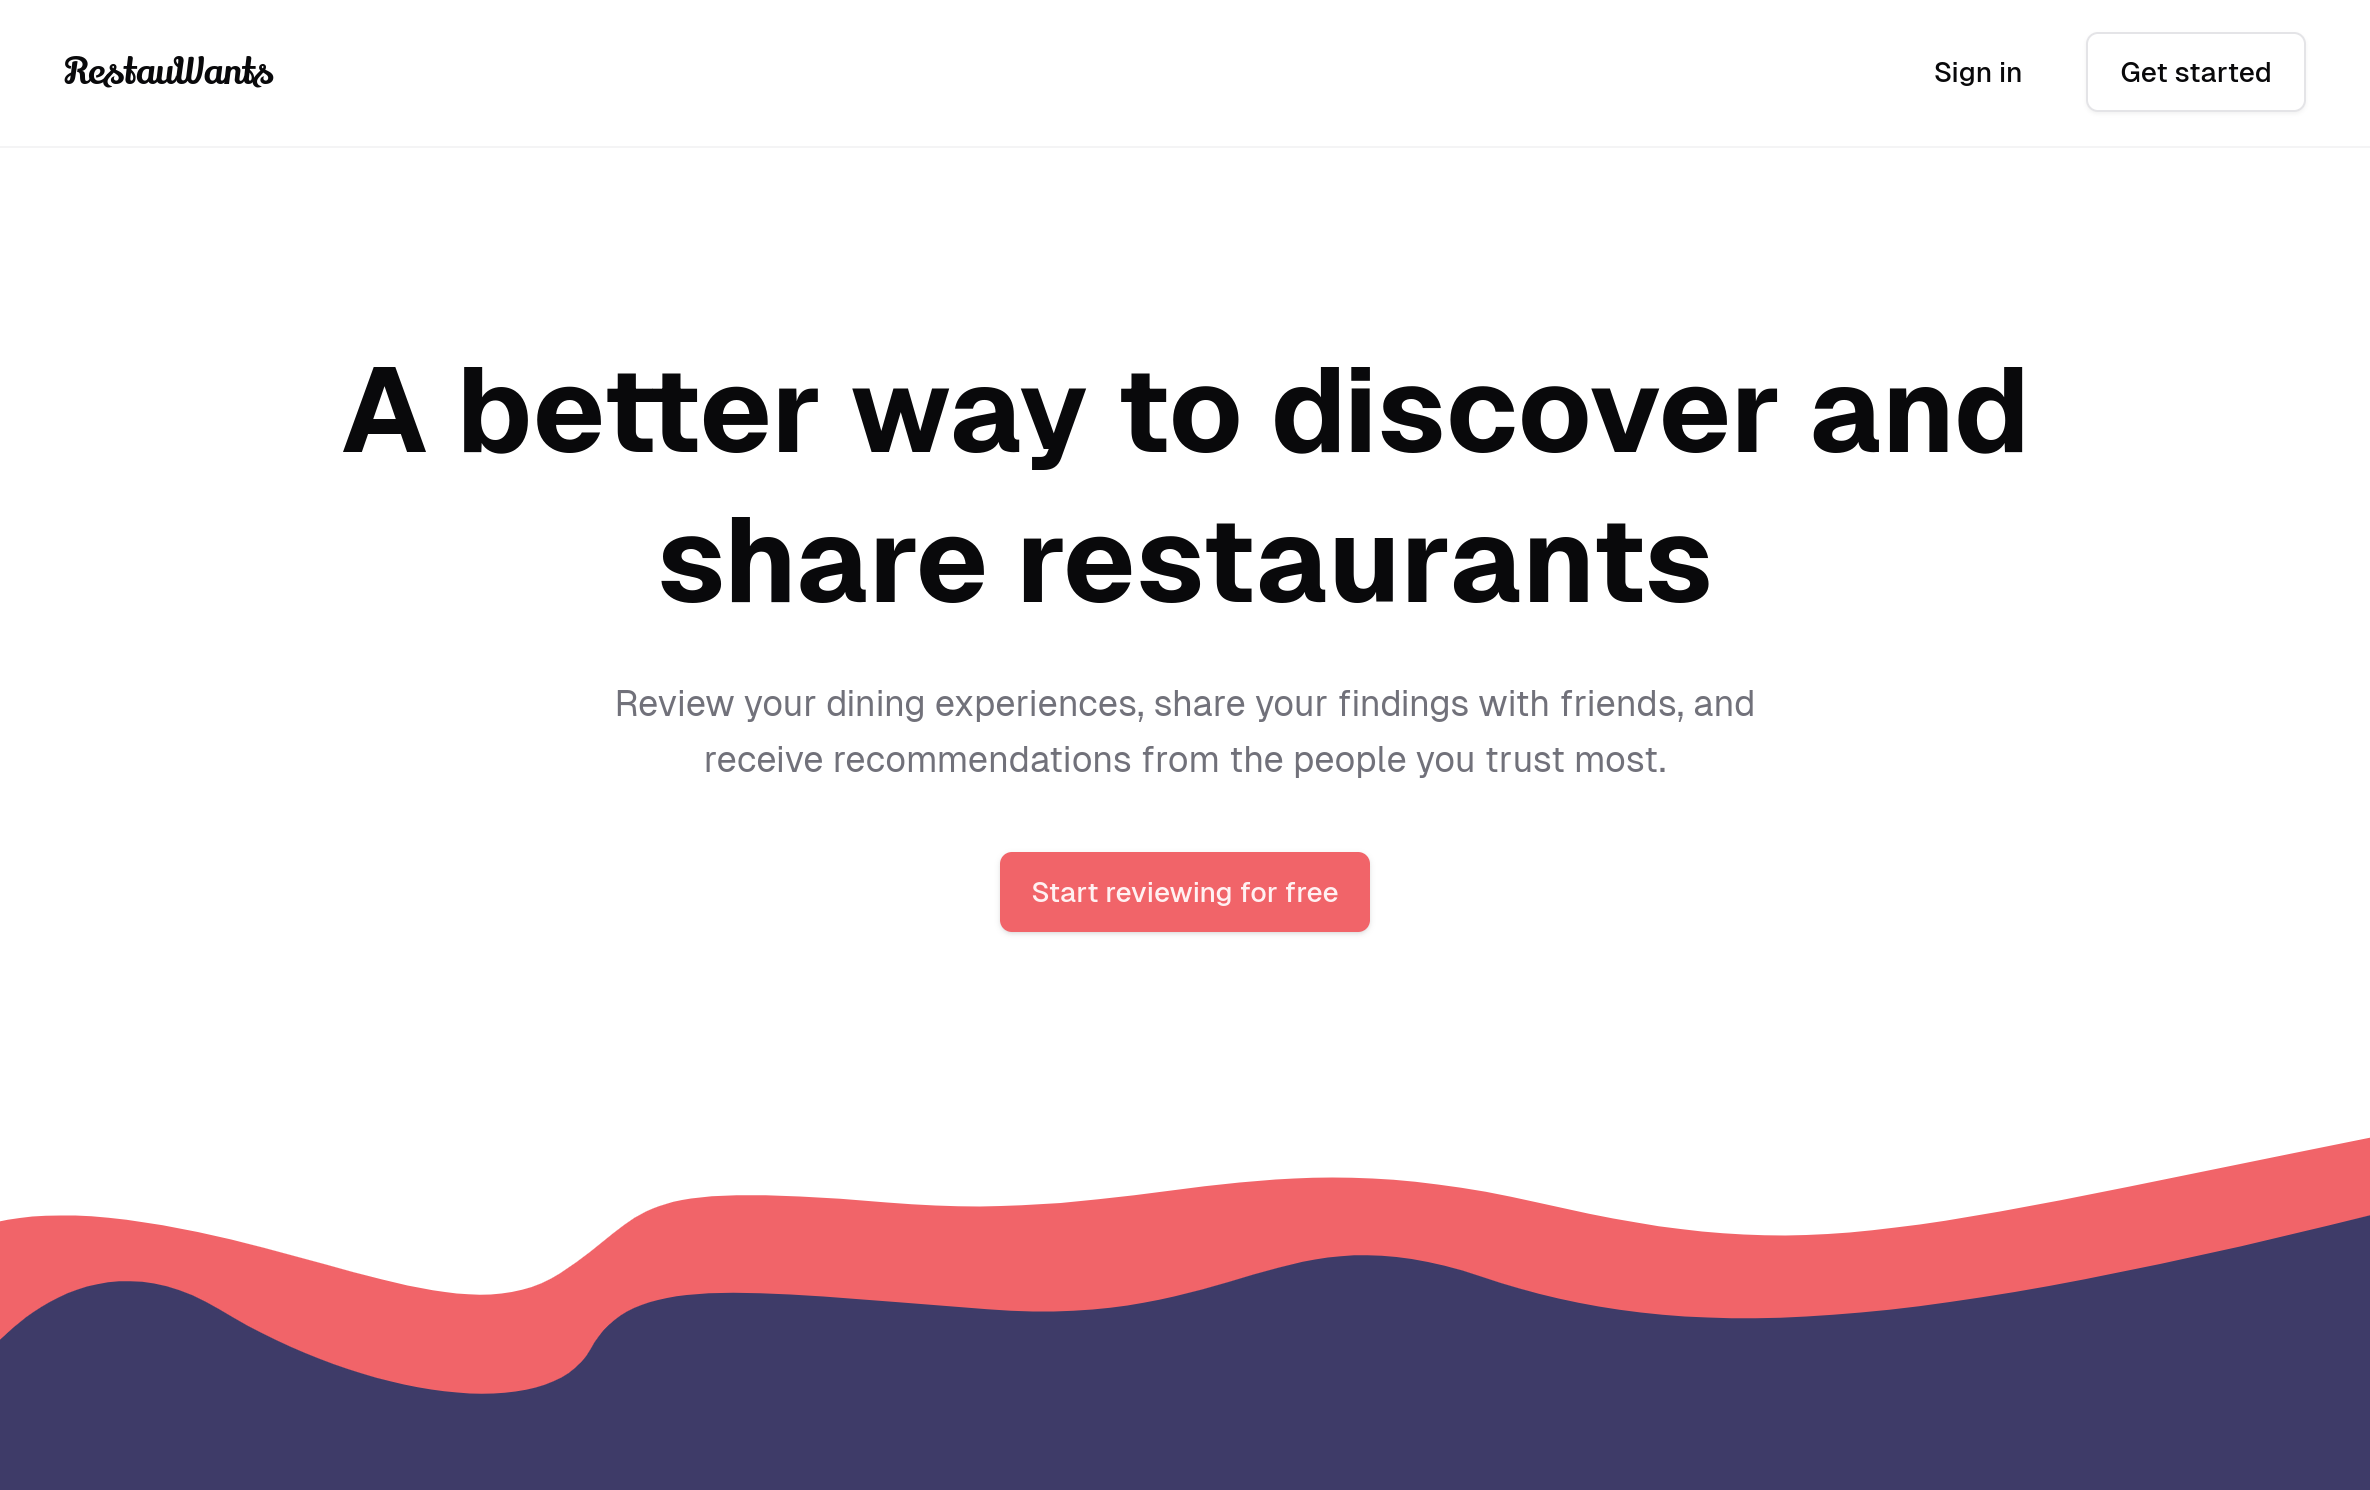 RestauWants
Sign in
Get started
A better way to discover and
share restaurants
Review your dining experiences, share your findings with friends, and
receive recommendations from the people you trust most.
Start reviewing for free